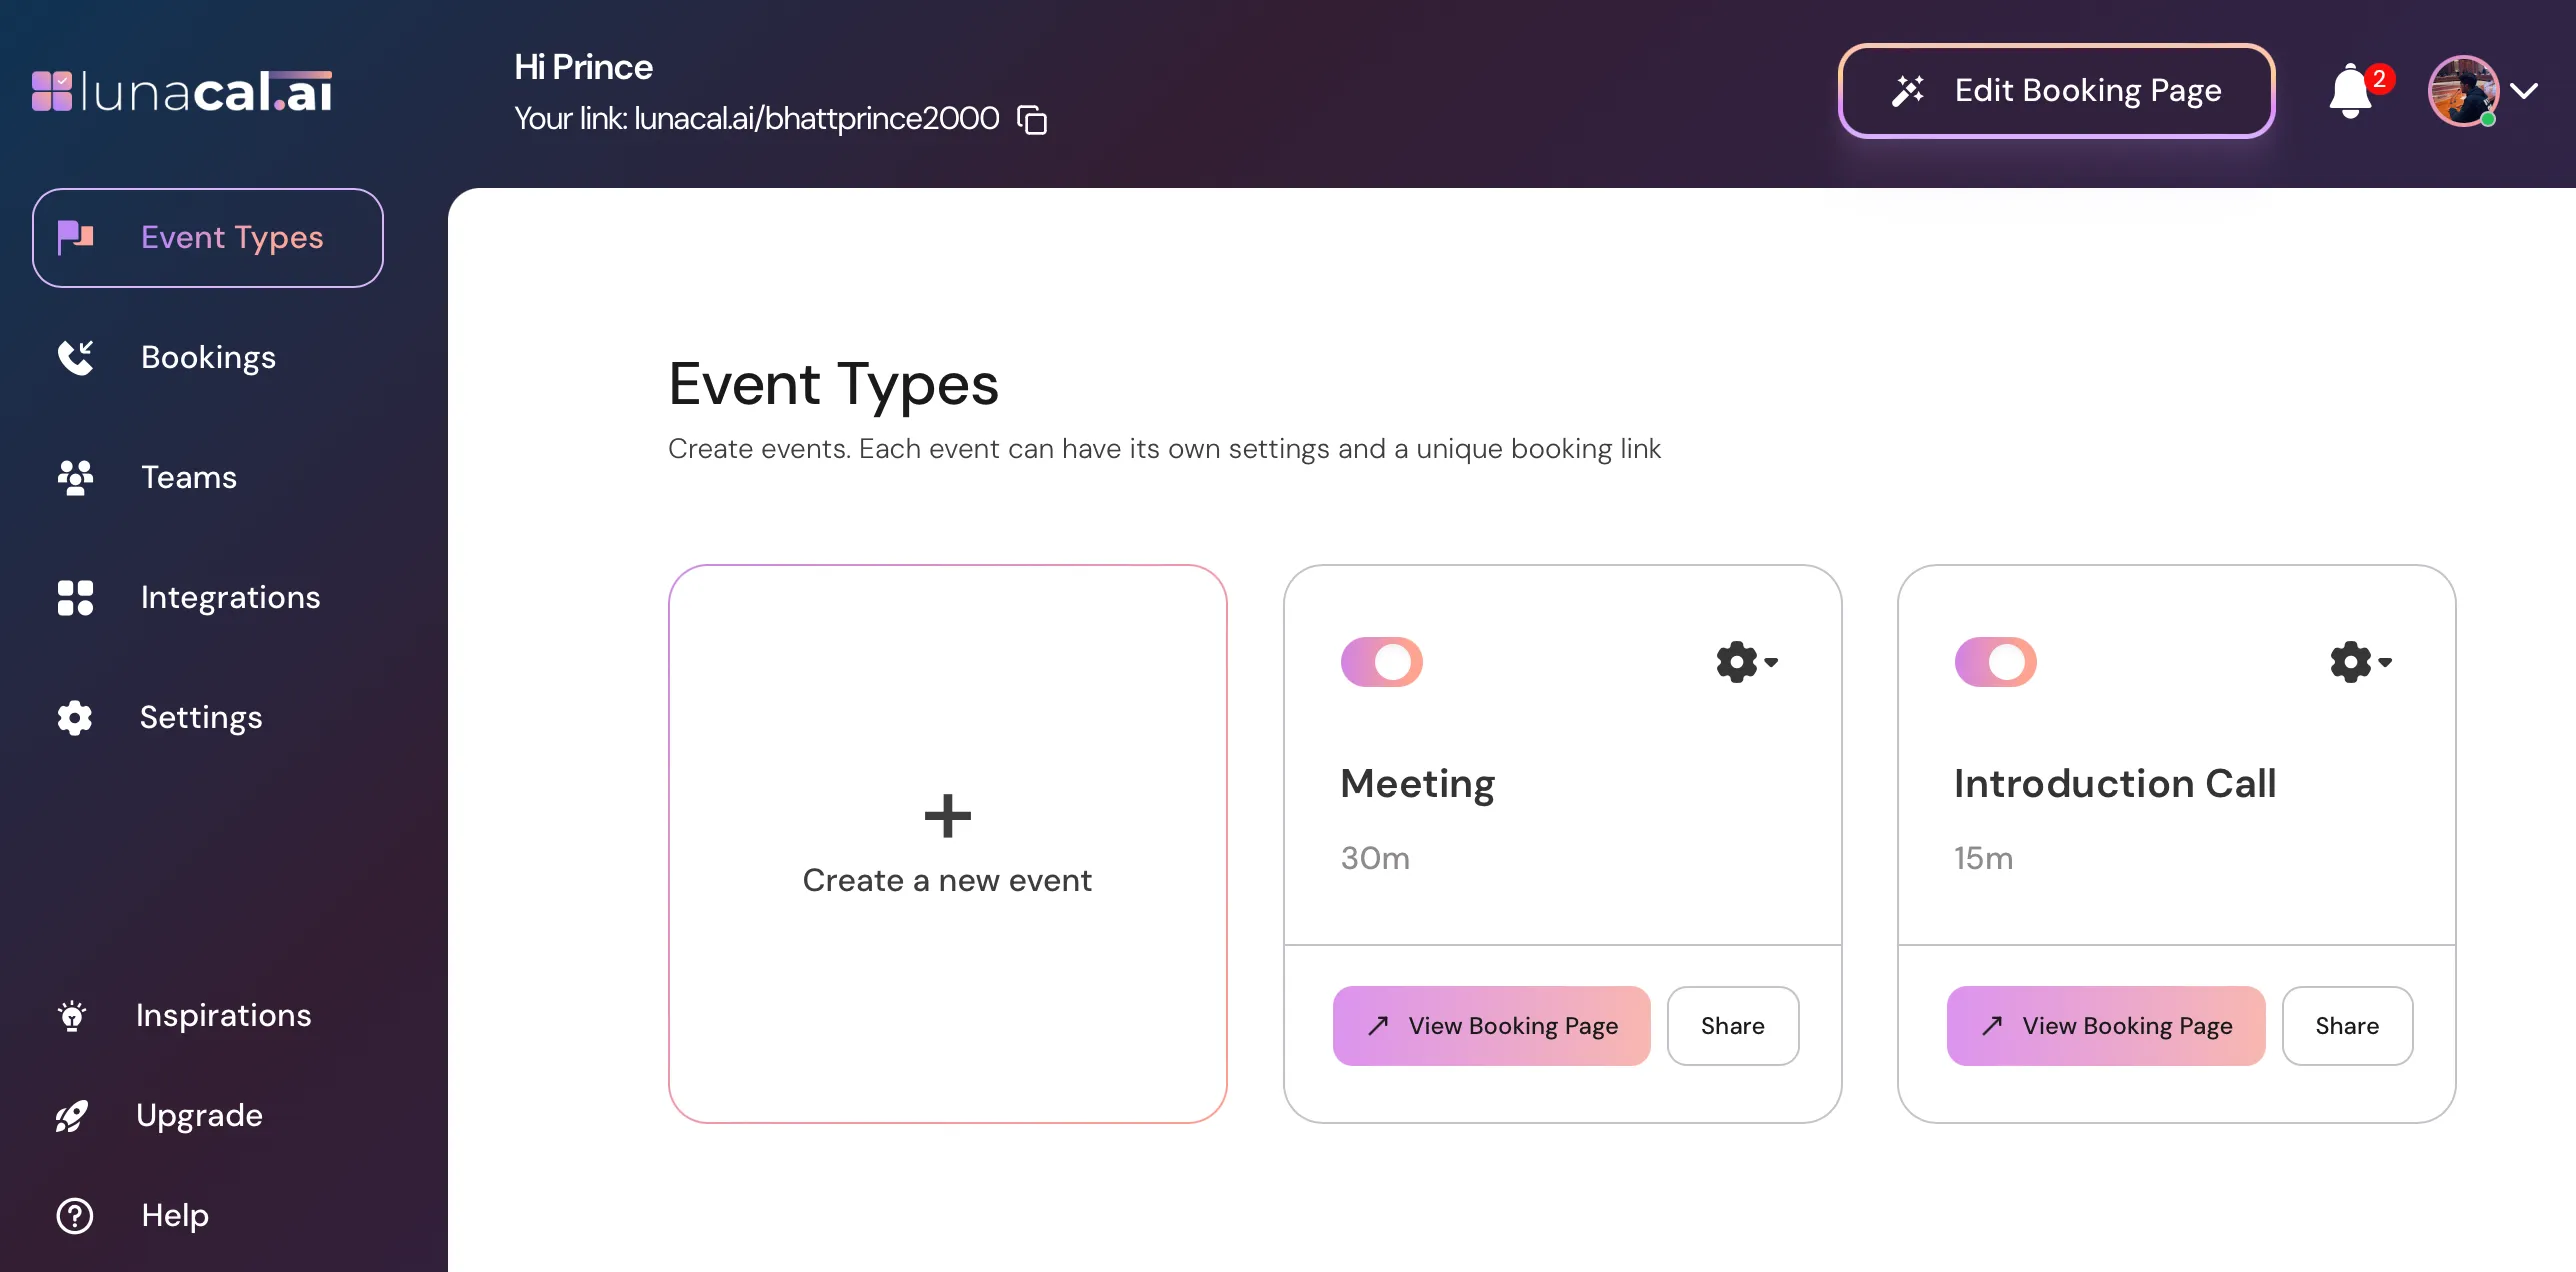 lunacal.ai
Hi Prince
Your link: lunacal.ai/bhattprince2000
Edit Booking Page
2
Event Types
Bookings
Teams
Integrations
Settings
Inspirations
Upgrade
Help
Event Types
Create events. Each event can have its own settings and a unique booking link
Create a new event
Meeting
30m
View Booking Page
Share
Introduction Call
15m
View Booking Page
Share